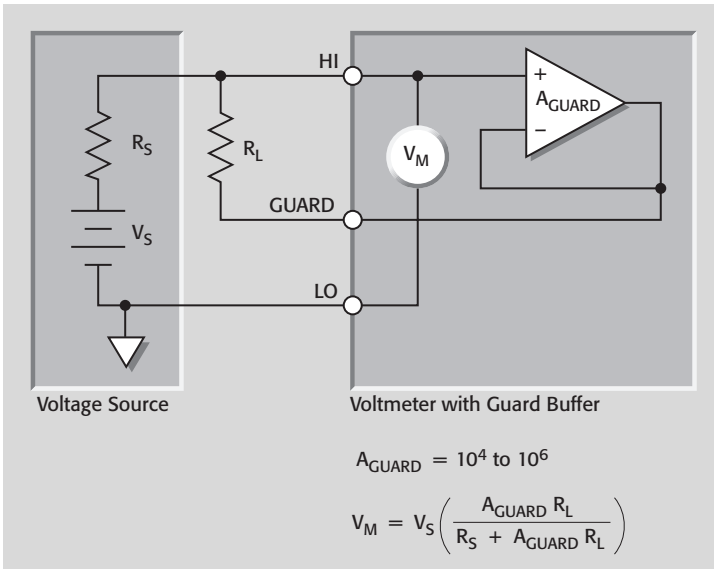 HI
+
A_GUARD
−
R_S
R_L
V_M
GUARD
V_S
LO
Voltage Source
Voltmeter with Guard Buffer
A_GUARD = 10^4 to 10^6
V_M = V_S ( A_GUARD R_L / R_S + A_GUARD R_L )